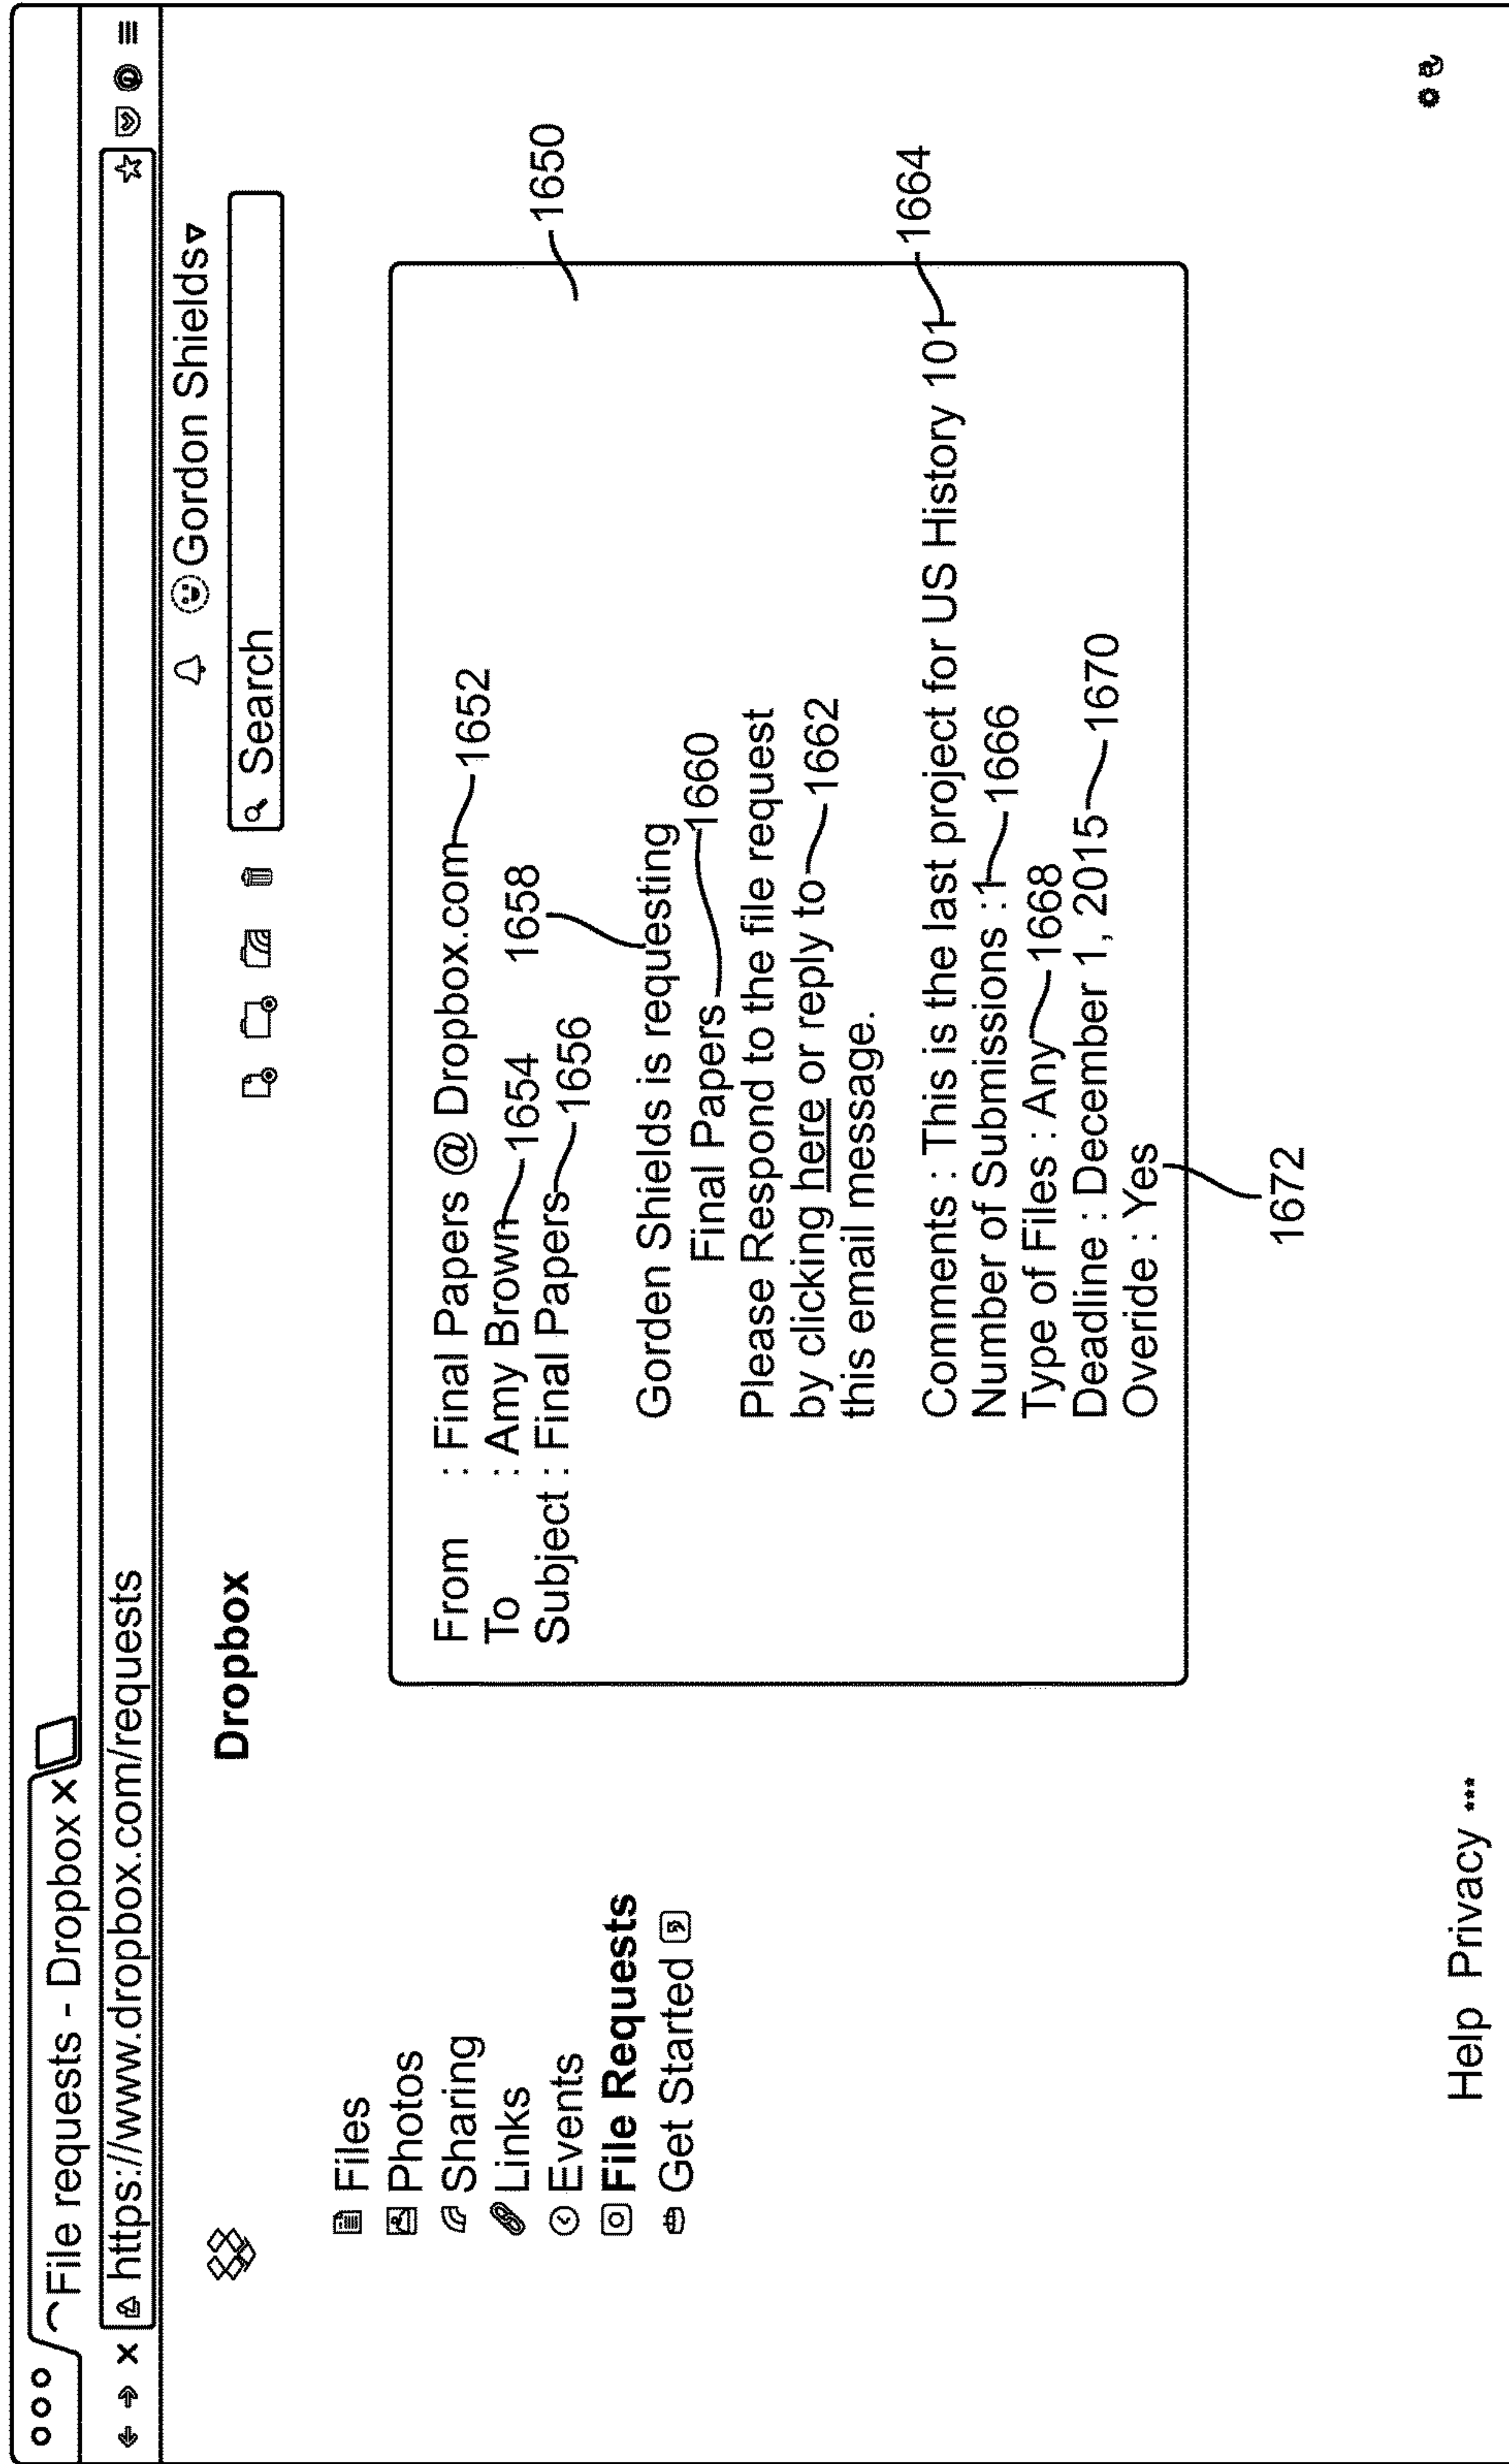 File requests - Dropbox X
https://www.dropbox.com/requests
Gordon Shields
Dropbox
Search
Files
Photos
Sharing
Links
Events
File Requests
Get Started
From : Final Papers @ Dropbox.com 1652
To : Amy Brown 1654
Subject : Final Papers 1656
1650
1658
Gorden Shields is requesting
Final Papers 1660
Please Respond to the file request
by clicking here or reply to 1662
this email message.
Comments : This is the last project for US History 101 1664
Number of Submissions :1 1666
Type of Files : Any 1668
Deadline : December 1, 2015 1670
Overide : Yes
1672
Help Privacy ***